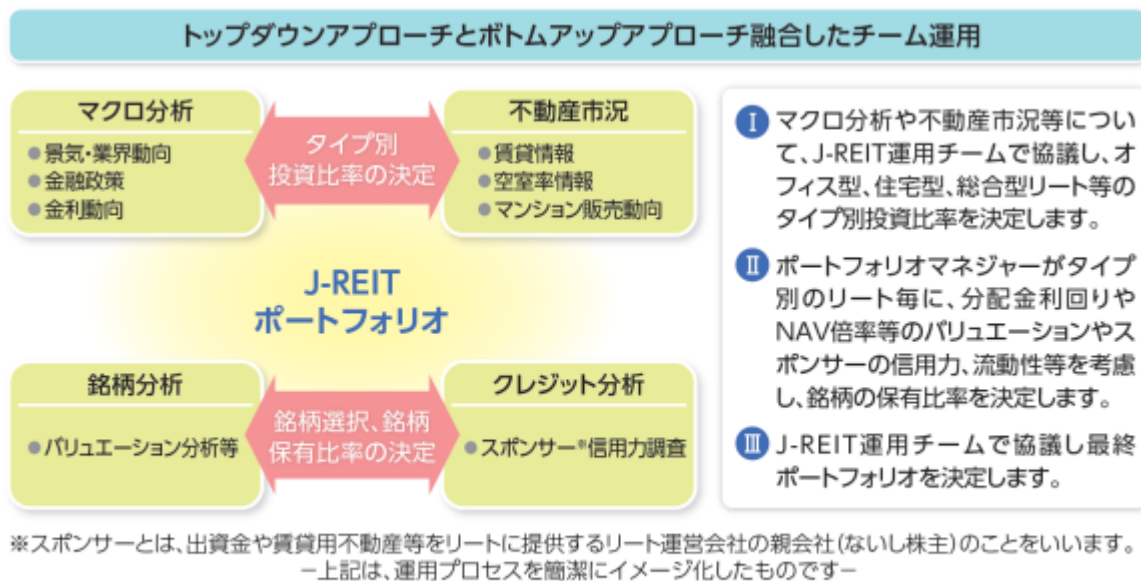 トップダウンアプローチとボトムアップアプローチ融合したチーム運用
マクロ分析
●景気・業界動向
●金融政策
●金利動向
タイプ別
投資比率の決定
不動産市況
●賃貸情報
●空室率情報
●マンション販売動向
J-REIT
ポートフォリオ
銘柄分析
●バリュエーション分析等
銘柄選択、銘柄
保有比率の決定
クレジット分析
●スポンサー※信用力調査
Ⅰ マクロ分析や不動産市況等につい
て、J-REIT運用チームで協議し、オ
フィス型、住宅型、総合型リート等の
タイプ別投資比率を決定します。
Ⅱ ポートフォリオマネジャーがタイプ
別のリート毎に、分配金利回りや
NAV倍率等のバリュエーションやス
ポンサーの信用力、流動性等を考慮
し、銘柄の保有比率を決定します。
Ⅲ J-REIT運用チームで協議し最終
ポートフォリオを決定します。
※スポンサーとは、出資金や賃貸用不動産等をリートに提供するリート運営会社の親会社(ないし株主)のことをいいます。
−上記は、運用プロセスを簡潔にイメージ化したものです−